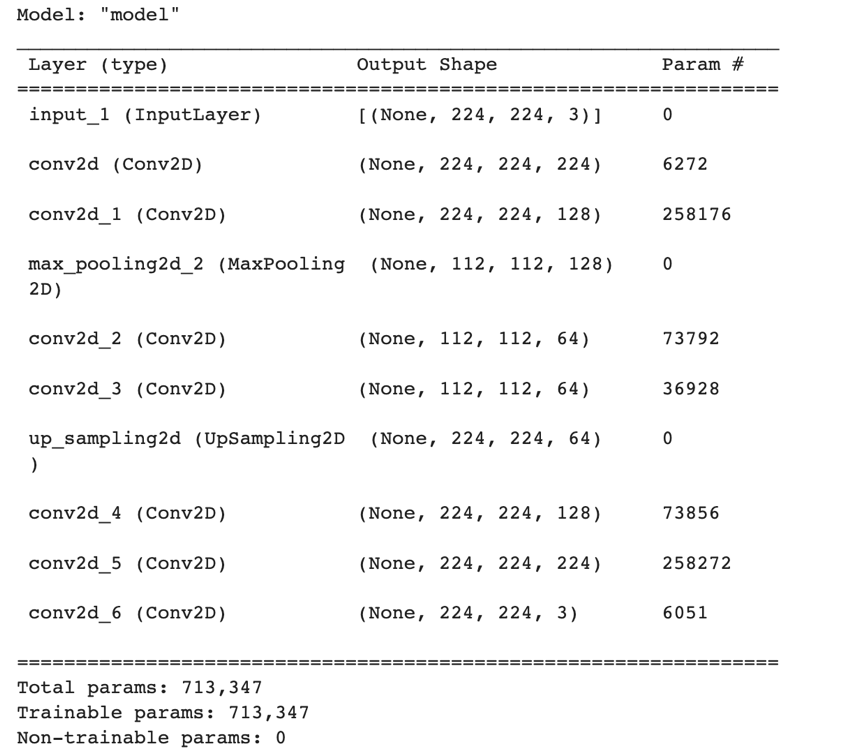 Model: "model"
Layer (type) Output Shape Param #
input_1 (InputLayer) [(None, 224, 224, 3)] 0
conv2d (Conv2D) (None, 224, 224, 224) 6272
conv2d_1 (Conv2D) (None, 224, 224, 128) 258176
max_pooling2d_2 (MaxPooling (None, 112, 112, 128) 0
2D)
conv2d_2 (Conv2D) (None, 112, 112, 64) 73792
conv2d_3 (Conv2D) (None, 112, 112, 64) 36928
up_sampling2d (UpSampling2D (None, 224, 224, 64) 0
)
conv2d_4 (Conv2D) (None, 224, 224, 128) 73856
conv2d_5 (Conv2D) (None, 224, 224, 224) 258272
conv2d_6 (Conv2D) (None, 224, 224, 3) 6051
Total params: 713,347
Trainable params: 713,347
Non-trainable params: 0